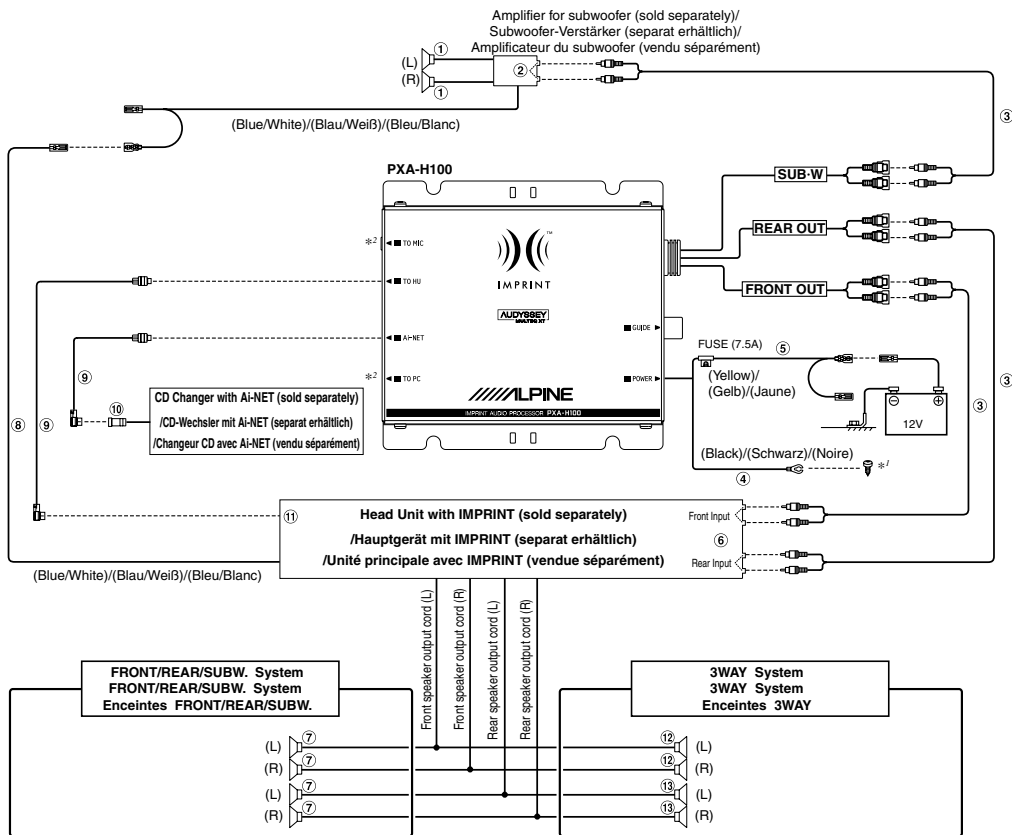 Amplifier for subwoofer (sold separately)/
Subwoofer-Verstärker (separat erhältlich)/
Amplificateur du subwoofer (vendu séparément)
(L) ①
(R) ①
②
③
(Blue/White)/(Blau/Weiß)/(Bleu/Blanc)
PXA-H100
*2 TO MIC
TO HU
Ai-NET
*2 TO PC
IMPRINT™
AUDYSSEY
MULTEQ XT
GUIDE
POWER
ALPINE
IMPRINT AUDIO PROCESSOR PXA-H100
SUB·W
REAR OUT
FRONT OUT
FUSE (7.5A) ⑤
(Yellow)/
(Gelb)/(Jaune)
⊖ ⊕
12V
③
③
(Black)/(Schwarz)/(Noire)
④
*1
⑧
⑨
⑨
⑩
CD Changer with Ai-NET (sold separately)
/CD-Wechsler mit Ai-NET (separat erhältlich)
/Changeur CD avec Ai-NET (vendu séparément)
⑪
Head Unit with IMPRINT (sold separately)
/Hauptgerät mit IMPRINT (separat erhältlich)
/Unité principale avec IMPRINT (vendue séparément)
Front Input
⑥
Rear Input
(Blue/White)/(Blau/Weiß)/(Bleu/Blanc)
Front speaker output cord (L)
Front speaker output cord (R)
Rear speaker output cord (L)
Rear speaker output cord (R)
FRONT/REAR/SUBW. System
FRONT/REAR/SUBW. System
Enceintes FRONT/REAR/SUBW.
(L) ⑦
(R) ⑦
(L) ⑦
(R) ⑦
3WAY System
3WAY System
Enceintes 3WAY
⑫ (L)
⑫ (R)
⑬ (L)
⑬ (R)